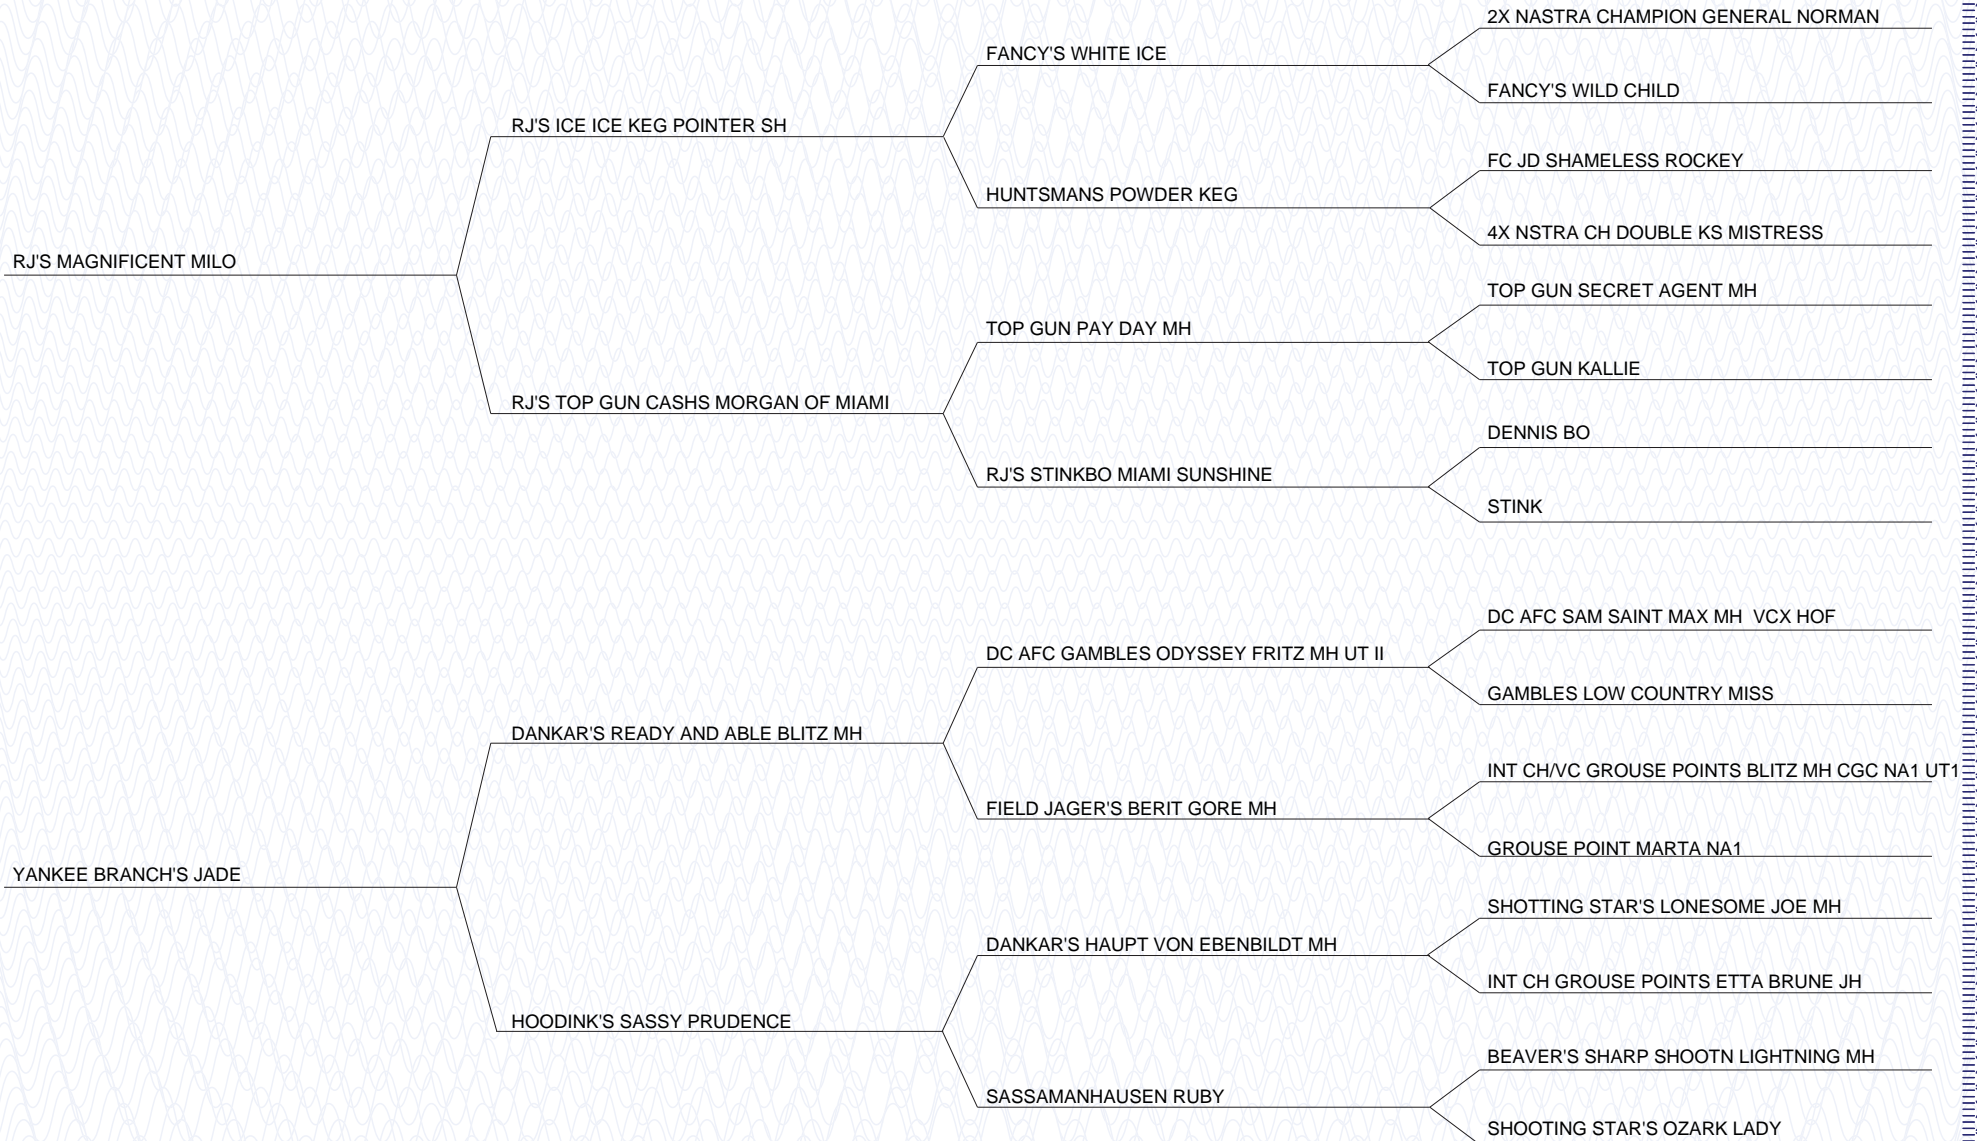 2X NASTRA CHAMPION GENERAL NORMAN
FANCY'S WHITE ICE
FANCY'S WILD CHILD
RJ'S ICE ICE KEG POINTER SH
FC JD SHAMELESS ROCKEY
HUNTSMANS POWDER KEG
4X NSTRA CH DOUBLE KS MISTRESS
RJ'S MAGNIFICENT MILO
TOP GUN SECRET AGENT MH
TOP GUN PAY DAY MH
TOP GUN KALLIE
RJ'S TOP GUN CASHS MORGAN OF MIAMI
DENNIS BO
RJ'S STINKBO MIAMI SUNSHINE
STINK
DC AFC SAM SAINT MAX MH  VCX HOF
DC AFC GAMBLES ODYSSEY FRITZ MH UT II
GAMBLES LOW COUNTRY MISS
DANKAR'S READY AND ABLE BLITZ MH
INT CH/VC GROUSE POINTS BLITZ MH CGC NA1 UT1
FIELD JAGER'S BERIT GORE MH
GROUSE POINT MARTA NA1
YANKEE BRANCH'S JADE
SHOTTING STAR'S LONESOME JOE MH
DANKAR'S HAUPT VON EBENBILDT MH
INT CH GROUSE POINTS ETTA BRUNE JH
HOODINK'S SASSY PRUDENCE
BEAVER'S SHARP SHOOTN LIGHTNING MH
SASSAMANHAUSEN RUBY
SHOOTING STAR'S OZARK LADY